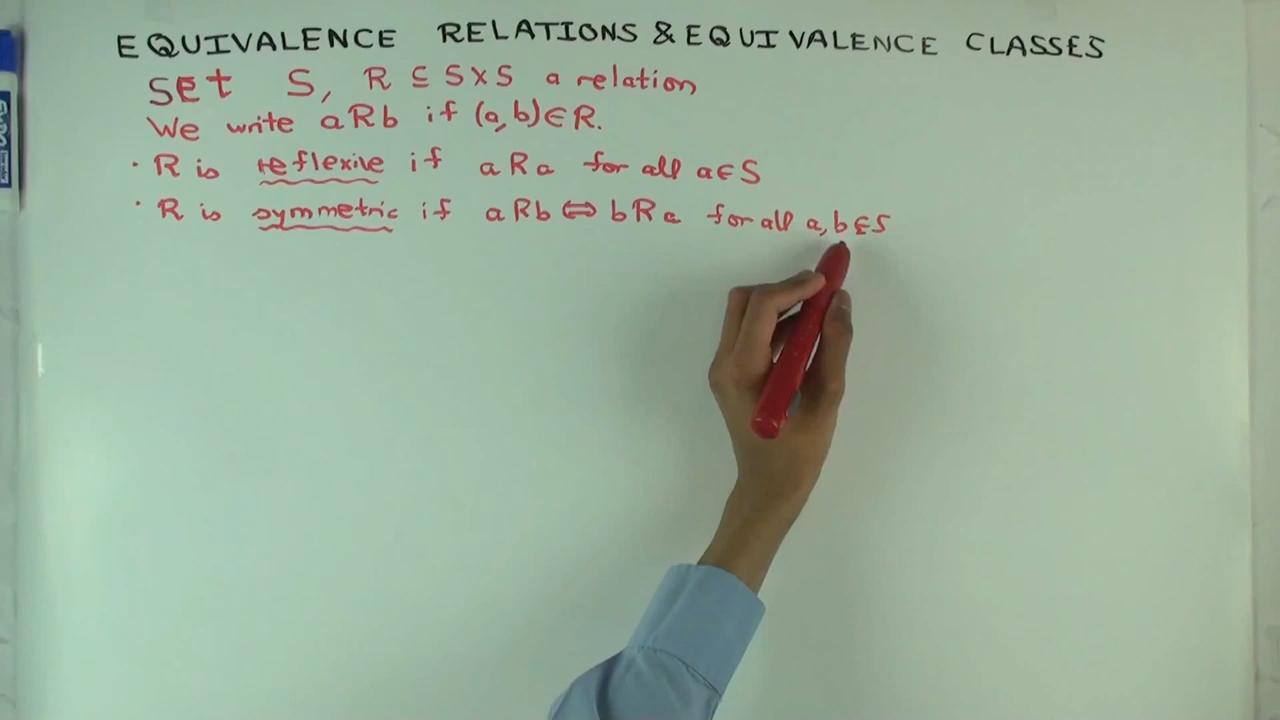 EQUIVALENCE RELATIONS & EQUIVALENCE CLASSES
Set S, R ⊆ S×S a relation
We write aRb if (a,b)∈R.
· R is reflexive if aRa for all a∈S
· R is symmetric if aRb ⇔ bRa for all a,b∈S